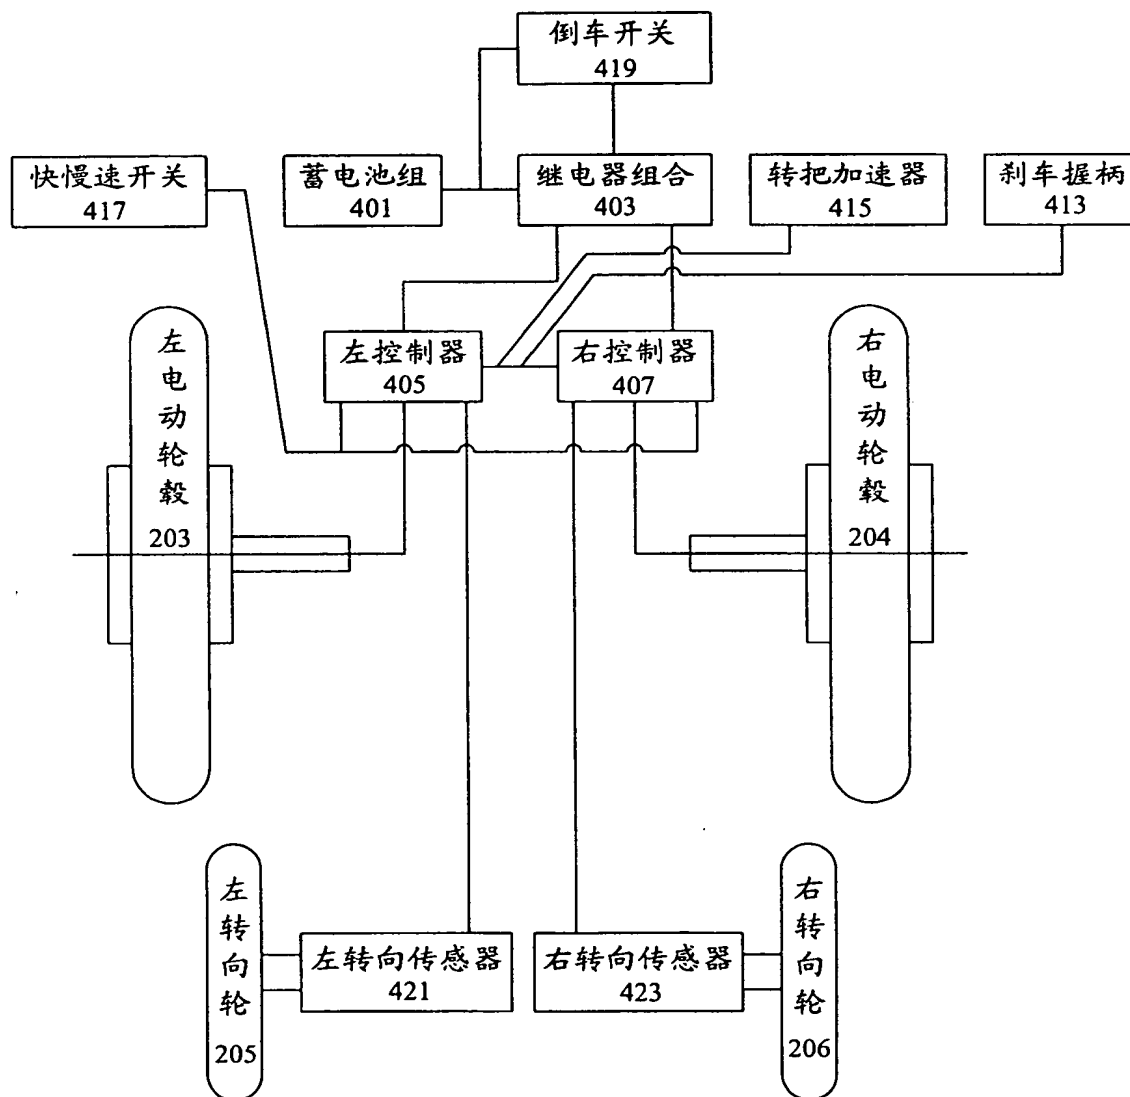 倒车开关
419
快慢速开关
417
蓄电池组
401
继电器组合
403
转把加速器
415
刹车握柄
413
左控制器
405
右控制器
407
左电动轮毂
203
右电动轮毂
204
左转向轮
205
左转向传感器
421
右转向传感器
423
右转向轮
206